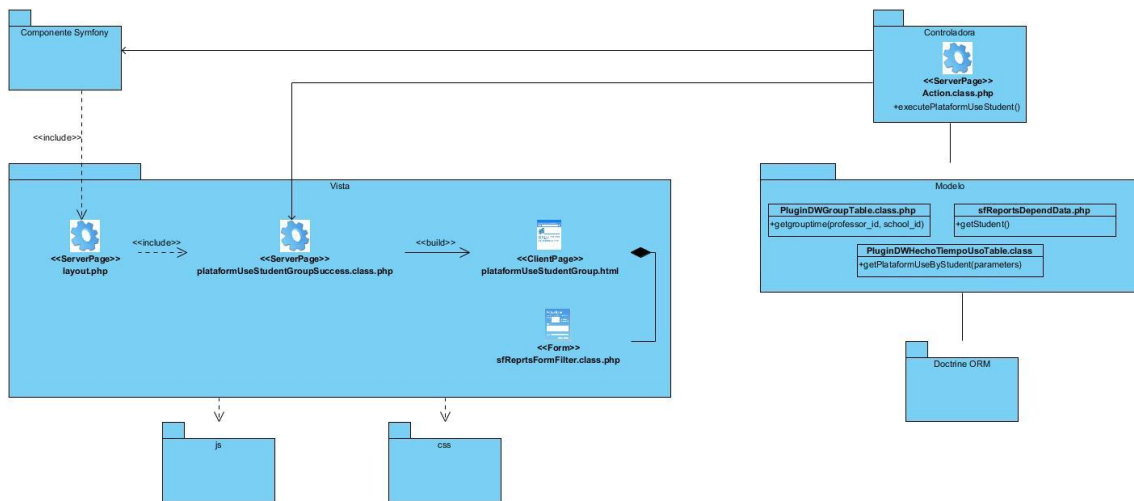 Componente Symfony
Controladora
<<ServerPage>>
Action.class.php
+executePlataformUseStudent()
<<include>>
Vista
<<ServerPage>>
layout.php
<<include>>
<<ServerPage>>
plataformUseStudentGroupSuccess.class.php
<<build>>
<<ClientPage>>
plataformUseStudentGroup.html
<<Form>>
sfReprtsFormFilter.class.php
Modelo
PluginDWGroupTable.class.php
+getgrouptime(professor_id, school_id)
sfReportsDependData.php
+getStudent()
PluginDWHechoTiempoUsoTable.class
+getPlataformUseByStudent(parameters)
Doctrine ORM
js
css